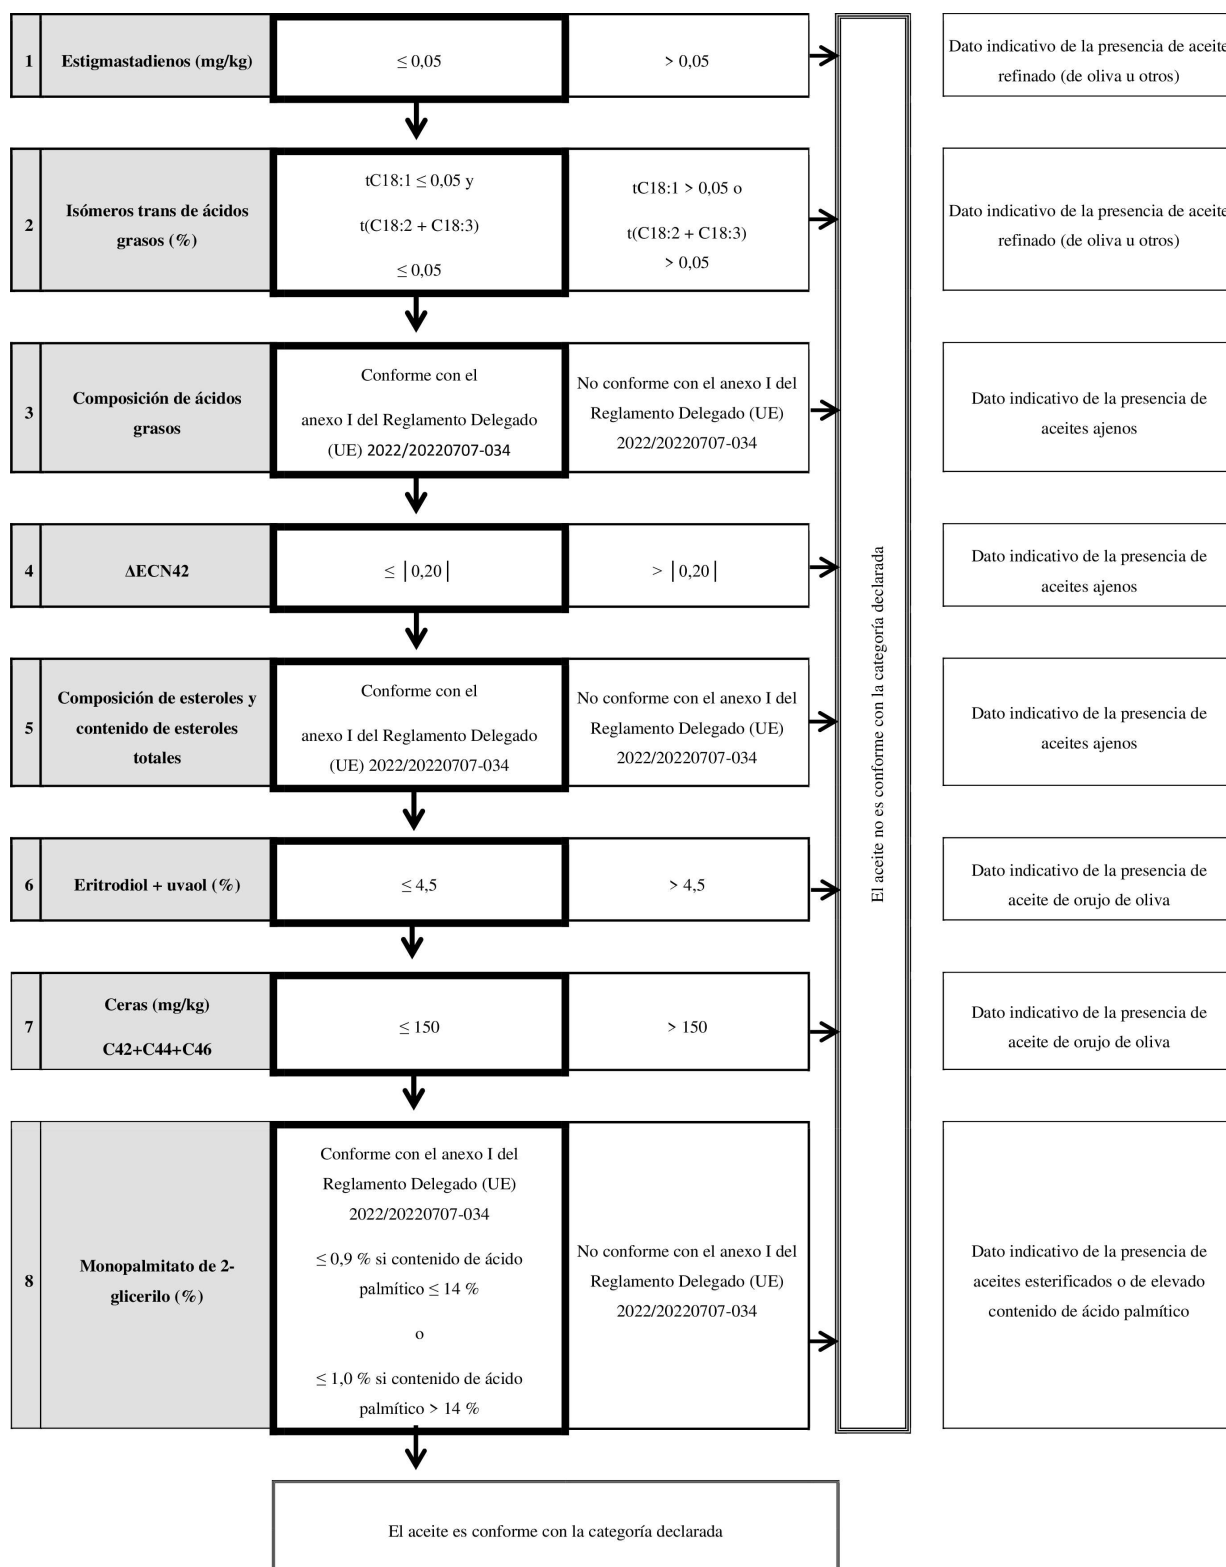 1
Estigmastadienos (mg/kg)
≤ 0,05
> 0,05
Dato indicativo de la presencia de aceite
refinado (de oliva u otros)
2
Isómeros trans de ácidos
grasos (%)
tC18:1 ≤ 0,05 y
t(C18:2 + C18:3)
≤ 0,05
tC18:1 > 0,05 o
t(C18:2 + C18:3)
> 0,05
Dato indicativo de la presencia de aceite
refinado (de oliva u otros)
3
Composición de ácidos
grasos
Conforme con el
anexo I del Reglamento Delegado
(UE) 2022/20220707-034
No conforme con el anexo I del
Reglamento Delegado (UE)
2022/20220707-034
Dato indicativo de la presencia de
aceites ajenos
4
ΔECN42
≤ |0,20|
> |0,20|
Dato indicativo de la presencia de
aceites ajenos
5
Composición de esteroles y
contenido de esteroles
totales
Conforme con el
anexo I del Reglamento Delegado
(UE) 2022/20220707-034
No conforme con el anexo I del
Reglamento Delegado (UE)
2022/20220707-034
Dato indicativo de la presencia de
aceites ajenos
6
Eritrodiol + uvaol (%)
≤ 4,5
> 4,5
Dato indicativo de la presencia de
aceite de orujo de oliva
7
Ceras (mg/kg)
C42+C44+C46
≤ 150
> 150
Dato indicativo de la presencia de
aceite de orujo de oliva
8
Monopalmitato de 2-
glicerilo (%)
Conforme con el anexo I del
Reglamento Delegado (UE)
2022/20220707-034
≤ 0,9 % si contenido de ácido
palmítico ≤ 14 %
o
≤ 1,0 % si contenido de ácido
palmítico > 14 %
No conforme con el anexo I del
Reglamento Delegado (UE)
2022/20220707-034
Dato indicativo de la presencia de
aceites esterificados o de elevado
contenido de ácido palmítico
El aceite no es conforme con la categoría declarada
El aceite es conforme con la categoría declarada